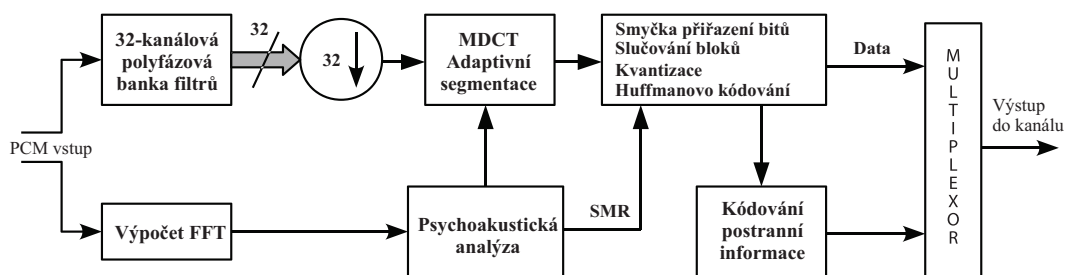 32-kanálová
polyfázová
banka filtrů
32
32
MDCT
Adaptivní
segmentace
Smyčka přiřazení bitů
Slučování bloků
Kvantizace
Huffmanovo kódování
Data
MULTIPLEXOR
Výstup
do kanálu
PCM vstup
Výpočet FFT
Psychoakustická
analýza
SMR
Kódování
postranní
informace